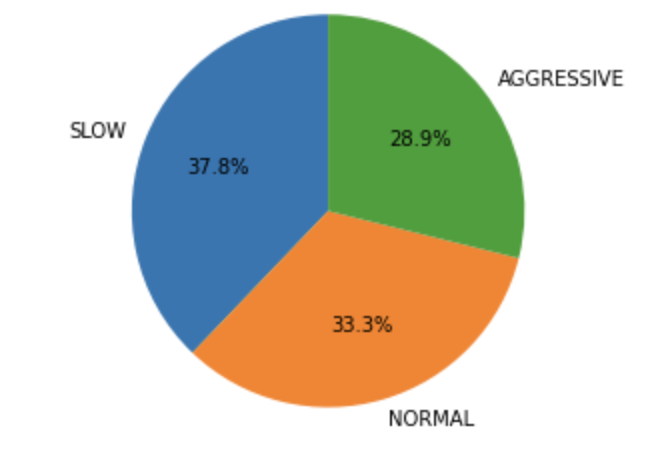 AGGRESSIVE
SLOW
28.9%
37.8%
33.3%
NORMAL